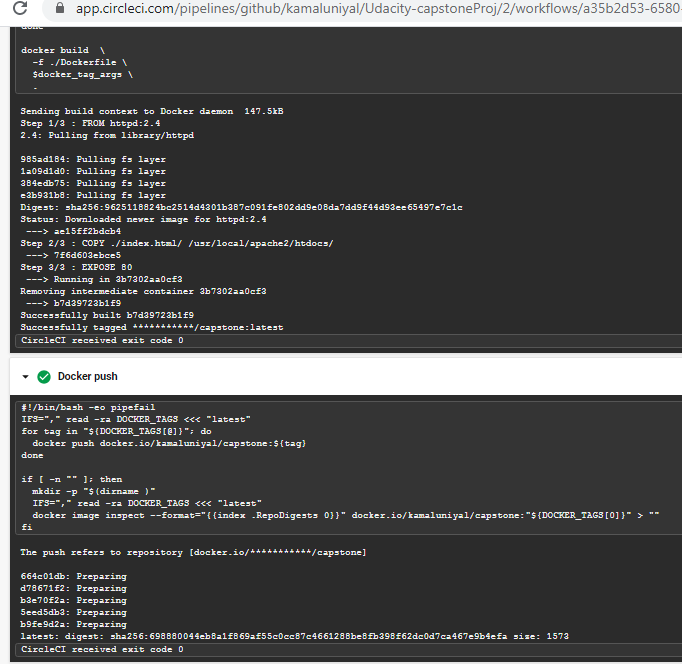 app.circleci.com/pipelines/github/kamaluniyal/Udacity-capstoneProj/2/workflows/a35b2d53-6580
done
docker build  \
  -f ./Dockerfile \
  $docker_tag_args \
  .
Sending build context to Docker daemon  147.5kB
Step 1/3 : FROM httpd:2.4
2.4: Pulling from library/httpd
985ad184: Pulling fs layer
1a09d1d0: Pulling fs layer
384edb75: Pulling fs layer
e3b931b8: Pulling fs layer
Digest: sha256:9625118824bc2514d4301b387c091fe802dd9e08da7dd9f44d93ee65497e7c1c
Status: Downloaded newer image for httpd:2.4
 ---> ae15ff2bdcb4
Step 2/3 : COPY ./index.html/ /usr/local/apache2/htdocs/
 ---> 7f6d603ebce5
Step 3/3 : EXPOSE 80
 ---> Running in 3b7302aa0cf3
Removing intermediate container 3b7302aa0cf3
 ---> b7d39723b1f9
Successfully built b7d39723b1f9
Successfully tagged ***********/capstone:latest
CircleCI received exit code 0
Docker push
#!/bin/bash -eo pipefail
IFS="," read -ra DOCKER_TAGS <<< "latest"
for tag in "${DOCKER_TAGS[@]}"; do
  docker push docker.io/kamaluniyal/capstone:${tag}
done
if [ -n "" ]; then
  mkdir -p "$(dirname )"
  IFS="," read -ra DOCKER_TAGS <<< "latest"
  docker image inspect --format="{{index .RepoDigests 0}}" docker.io/kamaluniyal/capstone:"${DOCKER_TAGS[0]}" > ""
fi
The push refers to repository [docker.io/***********/capstone]
664c01db: Preparing
d78671f2: Preparing
b3e70f2a: Preparing
5eed5db3: Preparing
b9fe9d2a: Preparing
latest: digest: sha256:698880044eb8a1f869af55c0cc87c4661288be8fb398f62dc0d7ca467e9b4efa size: 1573
CircleCI received exit code 0